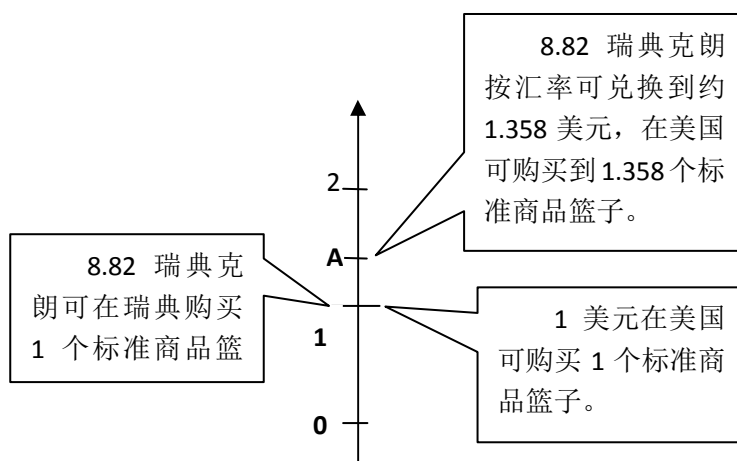 8.82 瑞典克朗
按汇率可兑换到约
1.358 美元，在美国
可购买到 1.358 个标
准商品篮子。
2
A
8.82 瑞典克
朗可在瑞典购买
1 个标准商品篮
1
1 美元在美国
可购买 1 个标准商
品篮子。
0